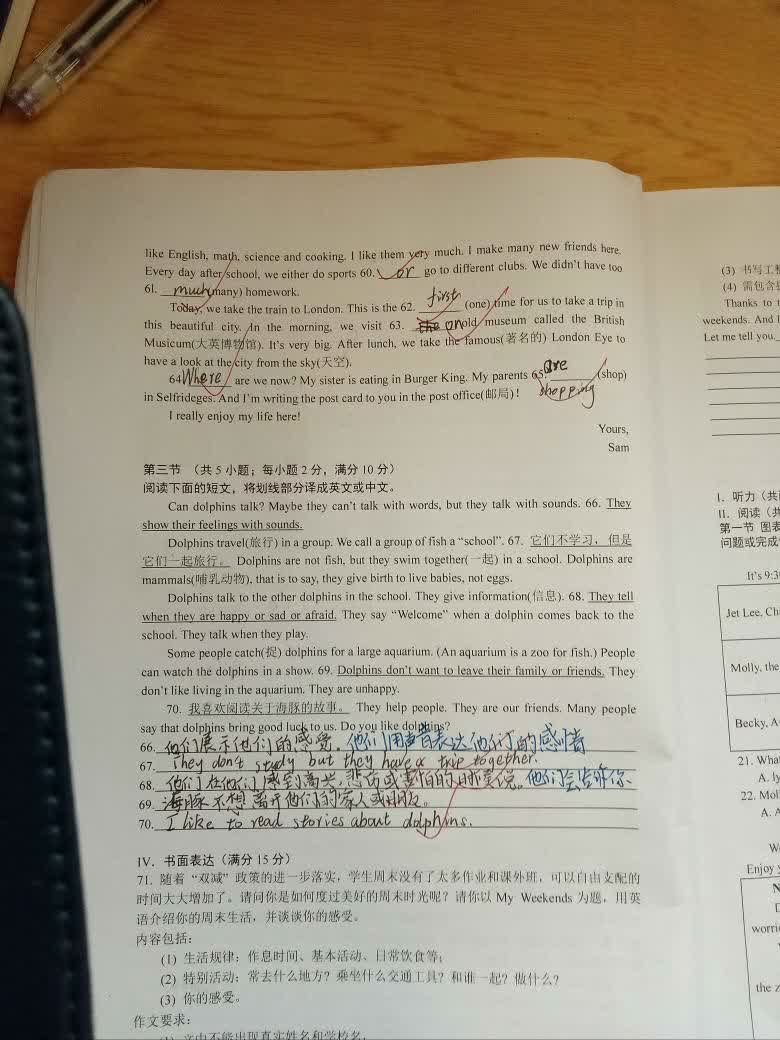 like English, math, science and cooking. I like them very much. I make many new friends here.
Every day after school, we either do sports 60. or go to different clubs. We didn't have too
61. much (many) homework.
Today, we take the train to London. This is the 62. first (one) time for us to take a trip in
this beautiful city. In the morning, we visit 63. the an old museum called the British
Musicum(大英博物馆). It's very big. After lunch, we take the famous(著名的) London Eye to
have a look at the city from the sky(天空).
64. Where are we now? My sister is eating in Burger King. My parents 65. are shopping (shop)
in Selfrideges. And I'm writing the post card to you in the post office(邮局)!
I really enjoy my life here!
Yours,
Sam
第三节 (共5小题；每小题2分，满分10分)
阅读下面的短文，将划线部分译成英文或中文。
Can dolphins talk? Maybe they can't talk with words, but they talk with sounds. 66. They
show their feelings with sounds.
Dolphins travel(旅行) in a group. We call a group of fish a "school". 67. 它们不学习，但是
它们一起旅行。 Dolphins are not fish, but they swim together(一起) in a school. Dolphins are
mammals(哺乳动物), that is to say, they give birth to live babies, not eggs.
Dolphins talk to the other dolphins in the school. They give information(信息). 68. They tell
when they are happy or sad or afraid. They say "Welcome" when a dolphin comes back to the
school. They talk when they play.
Some people catch(捉) dolphins for a large aquarium. (An aquarium is a zoo for fish.) People
can watch the dolphins in a show. 69. Dolphins don't want to leave their family or friends. They
don't like living in the aquarium. They are unhappy.
70. 我喜欢阅读关于海豚的故事。 They help people. They are our friends. Many people
say that dolphins bring good luck to us. Do you like dolphins?
66. 他们展示他们的感觉，他们用声音表达他们的感情
67. They don't study but they have a trip together.
68. 他们在他们感到高兴，悲伤或害怕的时候说。他们会告诉你
69. 海豚不想离开他们的家人或朋友。
70. I like to read stories about dolphins.
IV. 书面表达 (满分15分)
71. 随着“双减”政策的进一步落实，学生周末没有了太多作业和课外班，可以自由支配的
时间大大增加了。请问你是如何度过美好的周末时光呢？请你以 My Weekends 为题，用英
语介绍你的周末生活，并谈谈你的感受。
内容包括：
(1) 生活规律：作息时间、基本活动、日常饮食等；
(2) 特别活动：常去什么地方？乘坐什么交通工具？和谁一起？做什么？
(3) 你的感受。
作文要求：
(1) 文中不能出现真实姓名和学校名，
(3) 书写工整
(4) 需包含
Thanks to
weekends. And I
Let me tell you.
I. 听力 (共
II. 阅读 (共
第一节 图表
问题或完成
It's 9:3
Jet Lee, Ch
Molly, the
Becky, A
21. What
A. ly
22. Mol
A. A
We
Enjoy
N
D
worri
the z